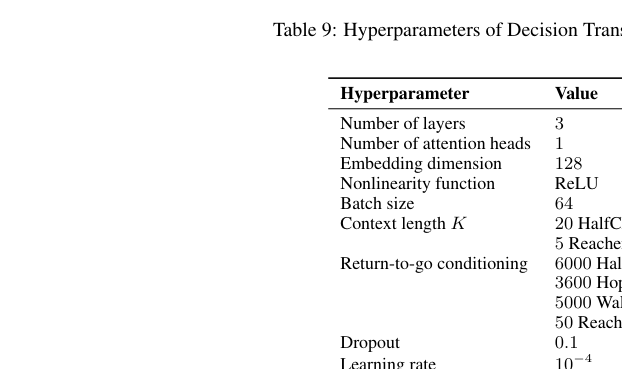 Table 9: Hyperparameters of Decision Trans
Hyperparameter Value
Number of layers 3
Number of attention heads 1
Embedding dimension 128
Nonlinearity function ReLU
Batch size 64
Context length K 20 HalfC
5 Reache
Return-to-go conditioning 6000 Hal
3600 Hop
5000 Wal
50 Reach
Dropout 0.1
Learning rate 10⁻⁴